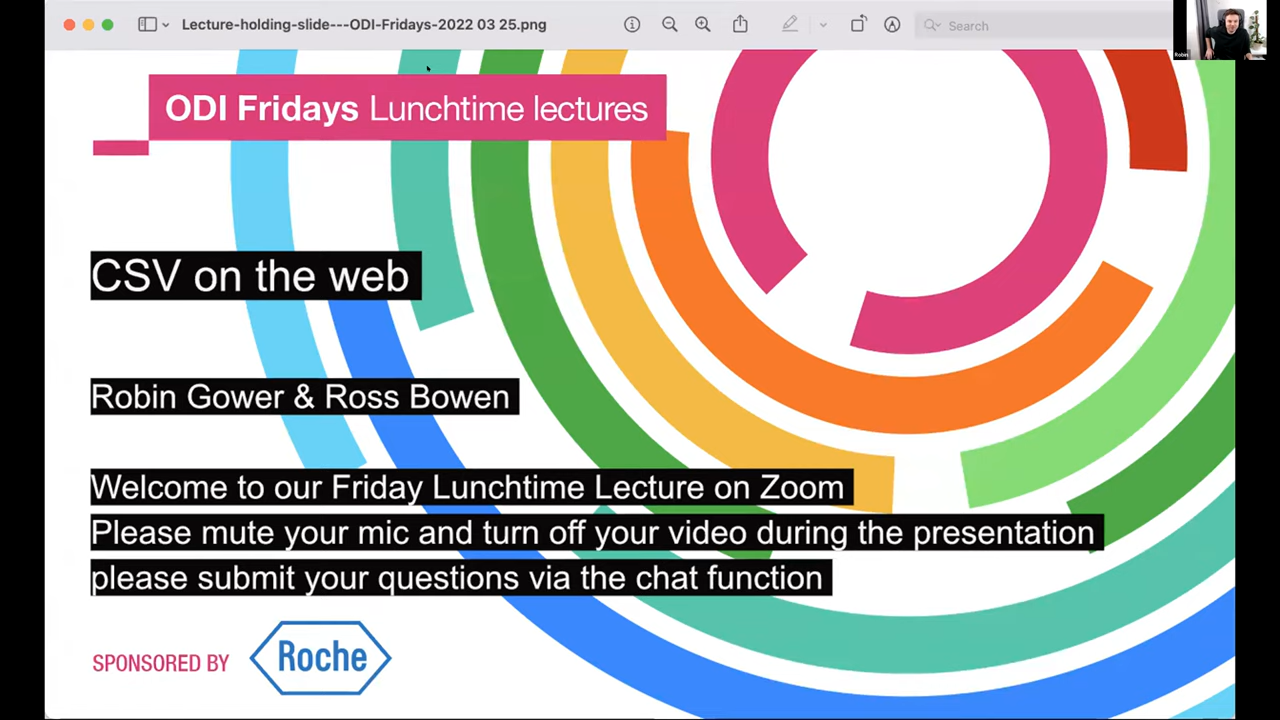 Lecture-holding-slide---ODI-Fridays-2022 03 25.png
Search
Robin
ODI Fridays Lunchtime lectures
CSV on the web
Robin Gower & Ross Bowen
Welcome to our Friday Lunchtime Lecture on Zoom
Please mute your mic and turn off your video during the presentation
please submit your questions via the chat function
SPONSORED BY Roche